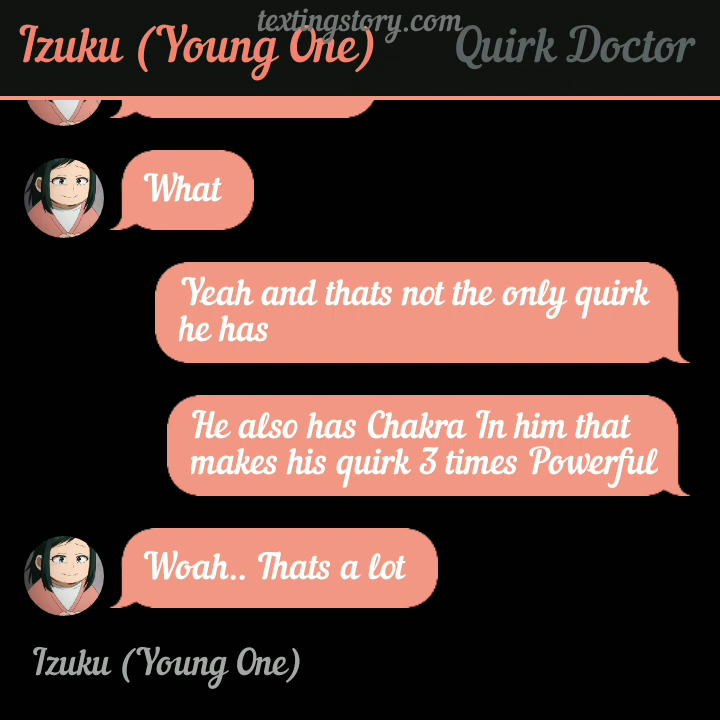 textingstory.com
Izuku (Young One)
Quirk Doctor
What
Yeah and thats not the only quirk
he has
He also has Chakra In him that
makes his quirk 3 times Powerful
Woah.. Thats a lot
Izuku (Young One)